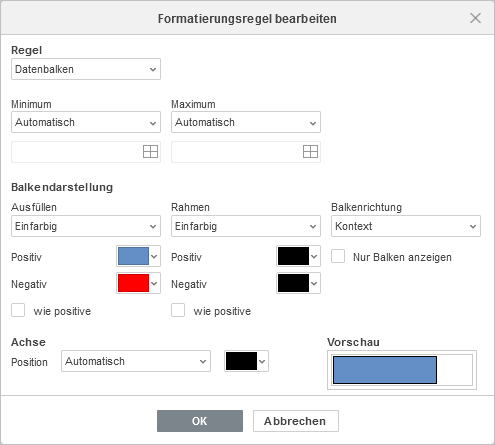 Formatierungsregel bearbeiten
Regel
Datenbalken
Minimum Maximum
Automatisch Automatisch
Balkendarstellung
Ausfüllen Rahmen Balkenrichtung
Einfarbig Einfarbig Kontext
Positiv Positiv Nur Balken anzeigen
Negativ Negativ
wie positive wie positive
Achse Vorschau
Position Automatisch
OK Abbrechen